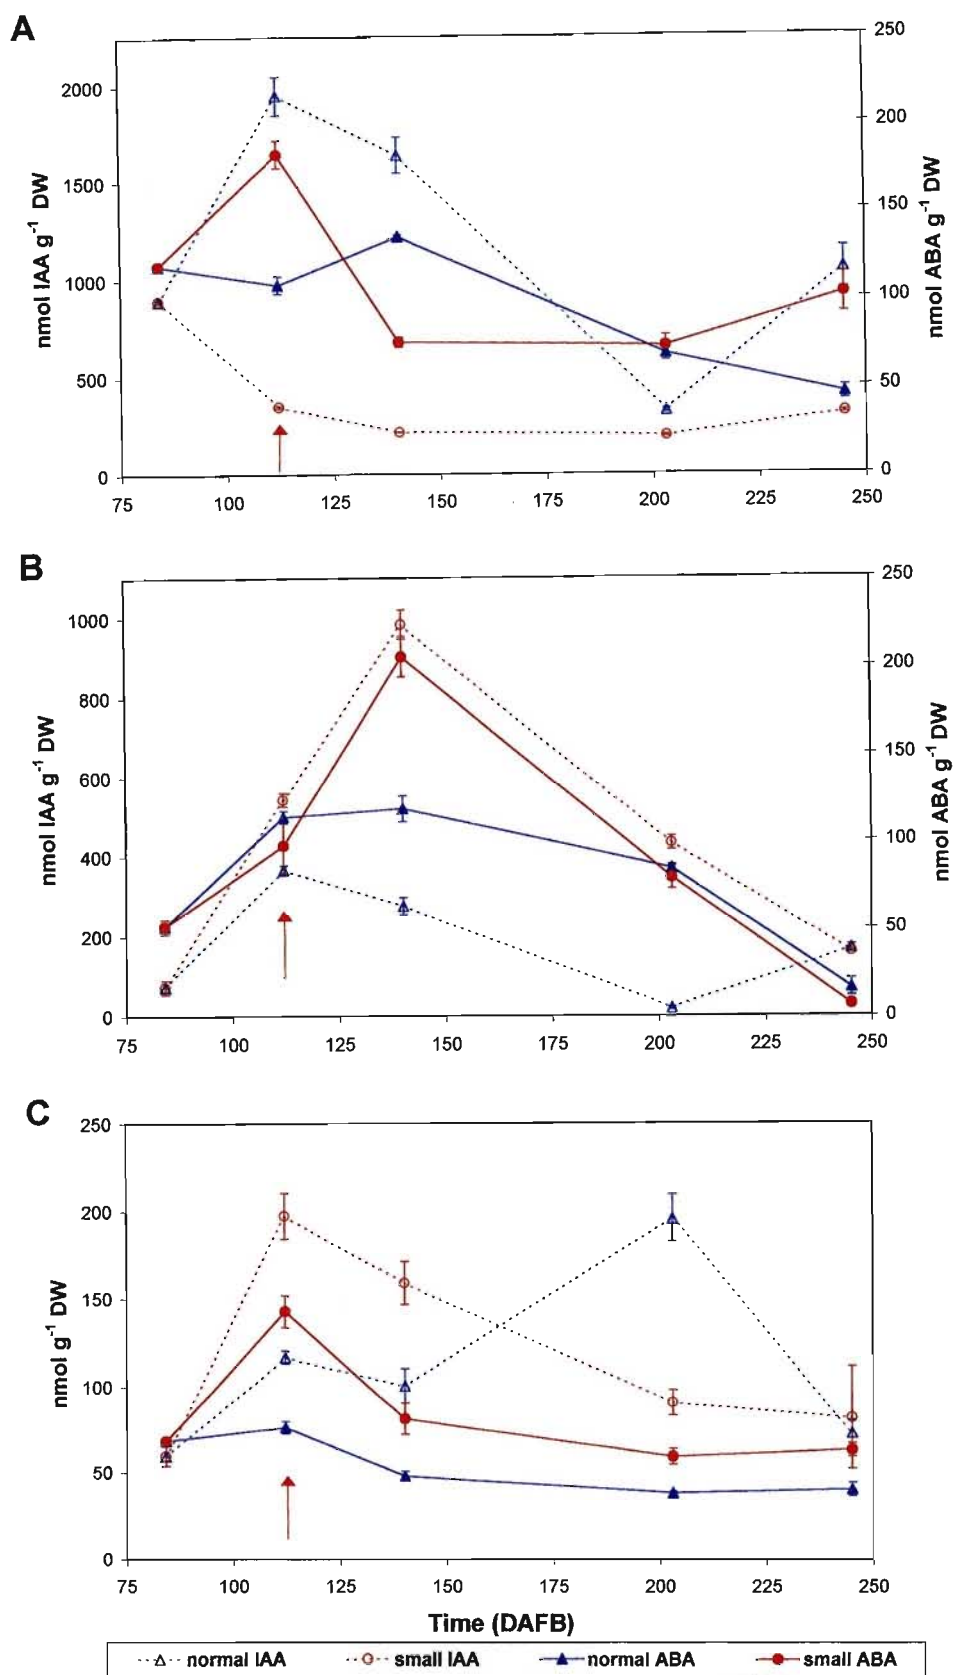 A
250
2000
200
1500
150
1000
100
500
50
0
0
nmol IAA g⁻¹ DW
nmol ABA g⁻¹ DW
75 100 125 150 175 200 225 250
B
250
1000
200
800
150
600
100
400
200
50
0
0
nmol IAA g⁻¹ DW
nmol ABA g⁻¹ DW
75 100 125 150 175 200 225 250
C
250
200
150
100
50
0
nmol g⁻¹ DW
75 100 125 150 175 200 225 250
Time (DAFB)
normal IAA small IAA normal ABA small ABA